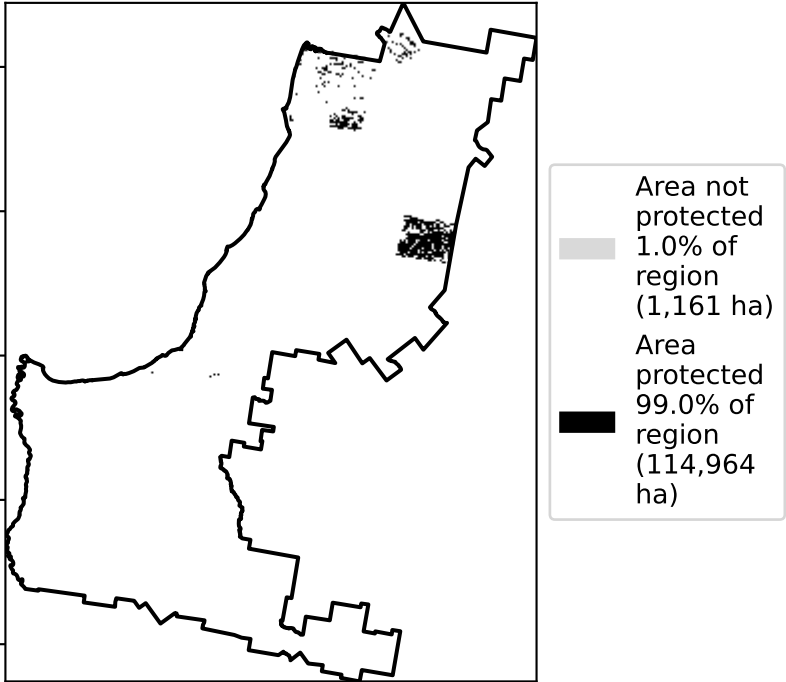 Area not
protected
1.0% of
region
(1,161 ha)
Area
protected
99.0% of
region
(114,964
ha)